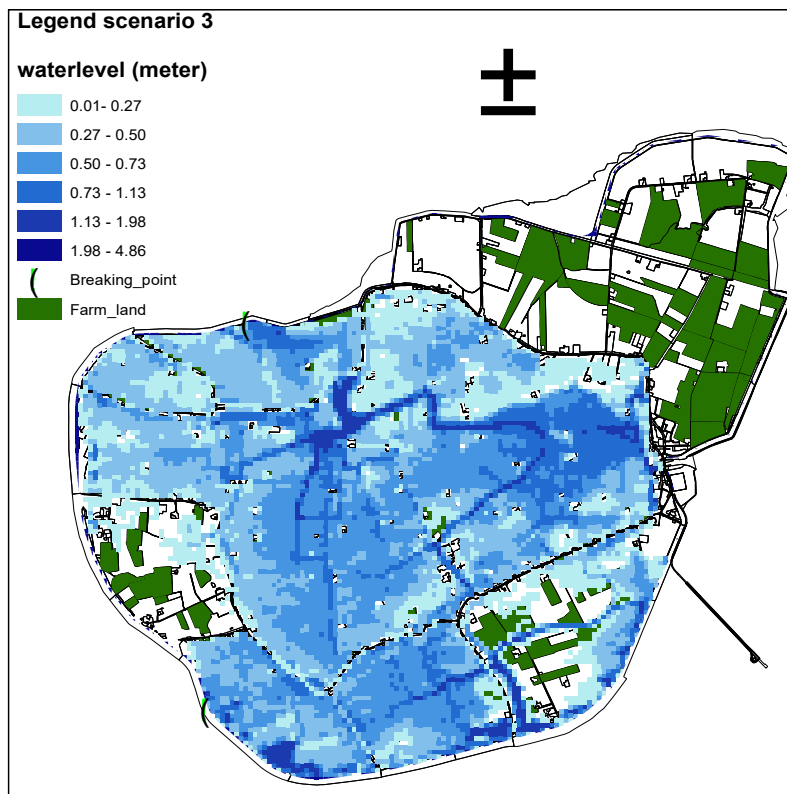 Legend scenario 3
waterlevel (meter)
0.01- 0.27
0.27 - 0.50
0.50 - 0.73
0.73 - 1.13
1.13 - 1.98
1.98 - 4.86
Breaking_point
Farm_land